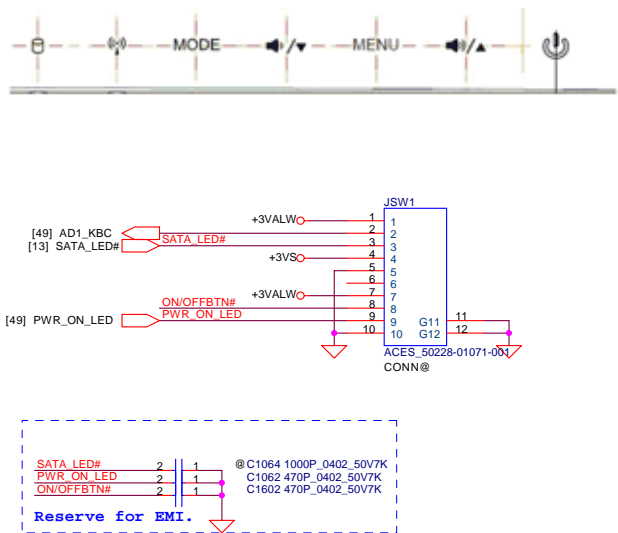 MODE /▼ MENU /▲
JSW1
+3VALW 1 1
[49] AD1_KBC 2 2
[13] SATA_LED# SATA_LED# 3 3
+3VS 4 4
5 5
6 6
+3VALW 7 7
ON/OFFBTN# 8 8
[49] PWR_ON_LED PWR_ON_LED 9 9 G11 11
10 10 G12 12
ACES_50228-01071-001
CONN@
SATA_LED# 2 1 @ C1064 1000P_0402_50V7K
PWR_ON_LED 2 1 C1062 470P_0402_50V7K
ON/OFFBTN# 2 1 C1602 470P_0402_50V7K
Reserve for EMI.